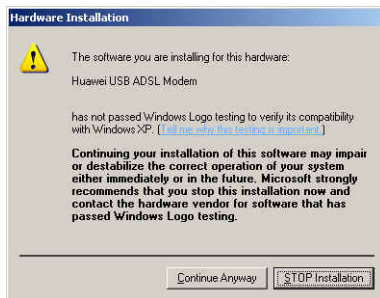 Hardware Installation
The software you are installing for this hardware:
Huawei USB ADSL Modem
has not passed Windows Logo testing to verify its compatibility
with Windows XP. (Tell me why this testing is important.)
Continuing your installation of this software may impair
or destabilize the correct operation of your system
either immediately or in the future. Microsoft strongly
recommends that you stop this installation now and
contact the hardware vendor for software that has
passed Windows Logo testing.
Continue Anyway
STOP Installation